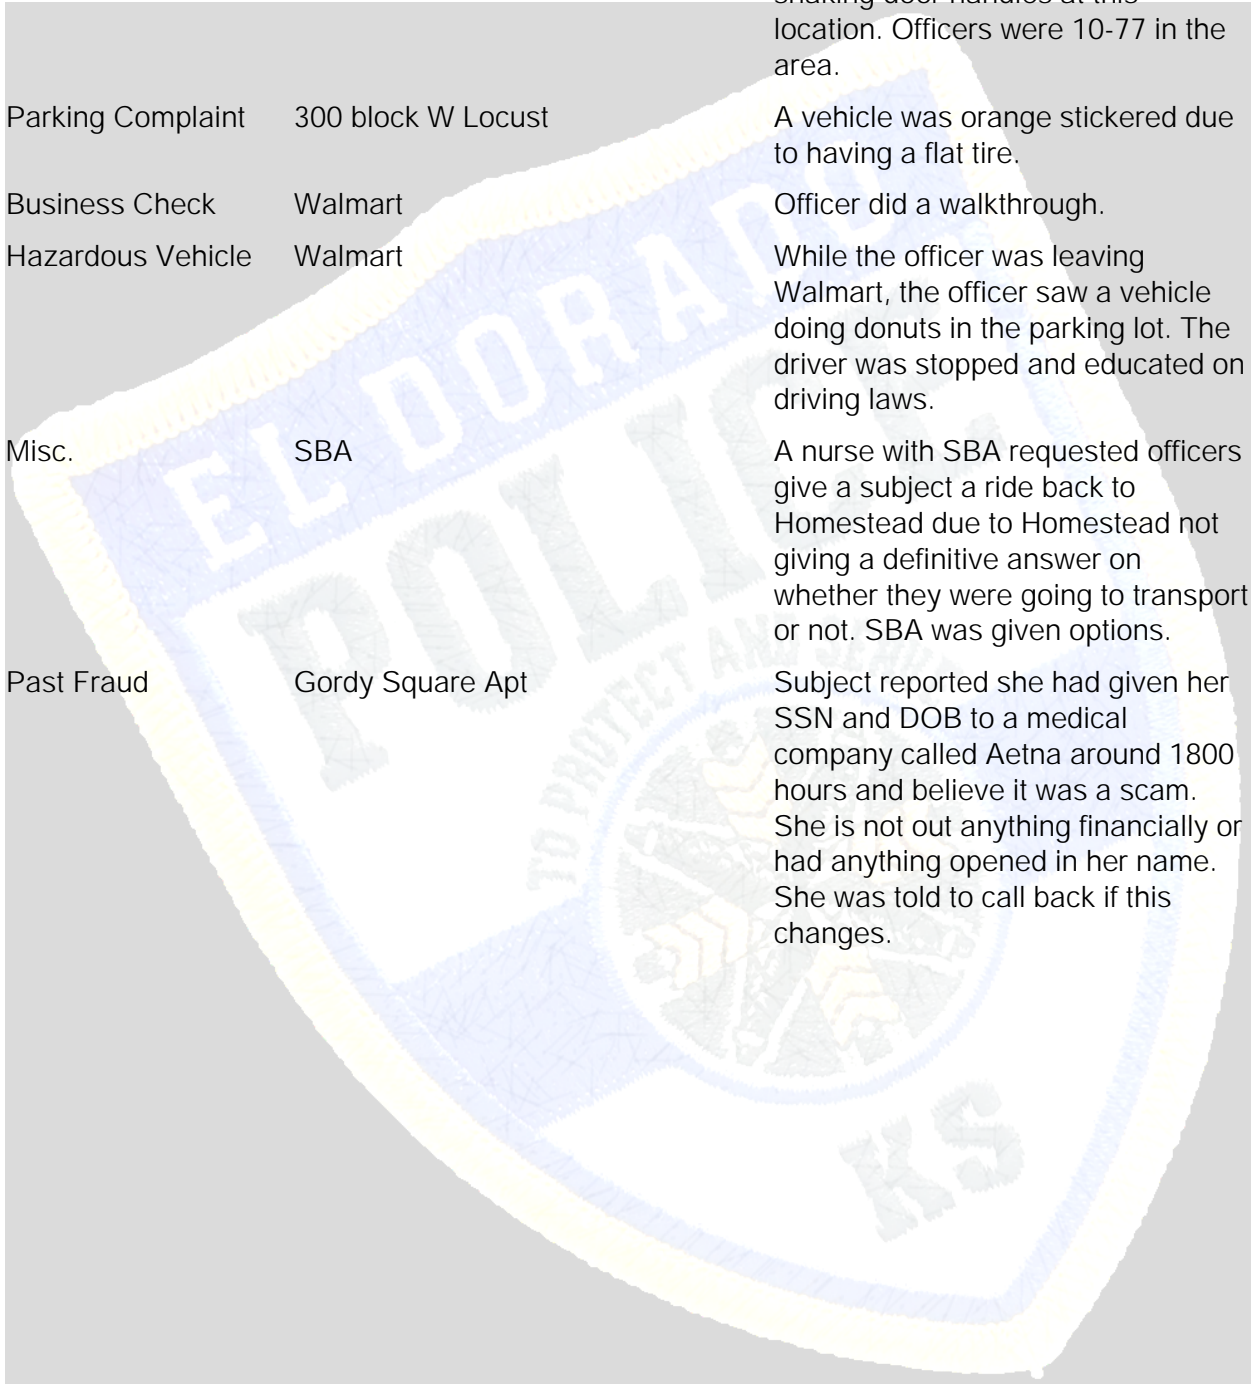 shaking door handles at this
location. Officers were 10-77 in the
area.
Parking Complaint 300 block W Locust A vehicle was orange stickered due
to having a flat tire.
Business Check Walmart Officer did a walkthrough.
Hazardous Vehicle Walmart While the officer was leaving
Walmart, the officer saw a vehicle
doing donuts in the parking lot. The
driver was stopped and educated on
driving laws.
Misc. SBA A nurse with SBA requested officers
give a subject a ride back to
Homestead due to Homestead not
giving a definitive answer on
whether they were going to transport
or not. SBA was given options.
Past Fraud Gordy Square Apt Subject reported she had given her
SSN and DOB to a medical
company called Aetna around 1800
hours and believe it was a scam.
She is not out anything financially or
had anything opened in her name.
She was told to call back if this
changes.
EL DORADO
POLICE
TO PROTECT AND
KS